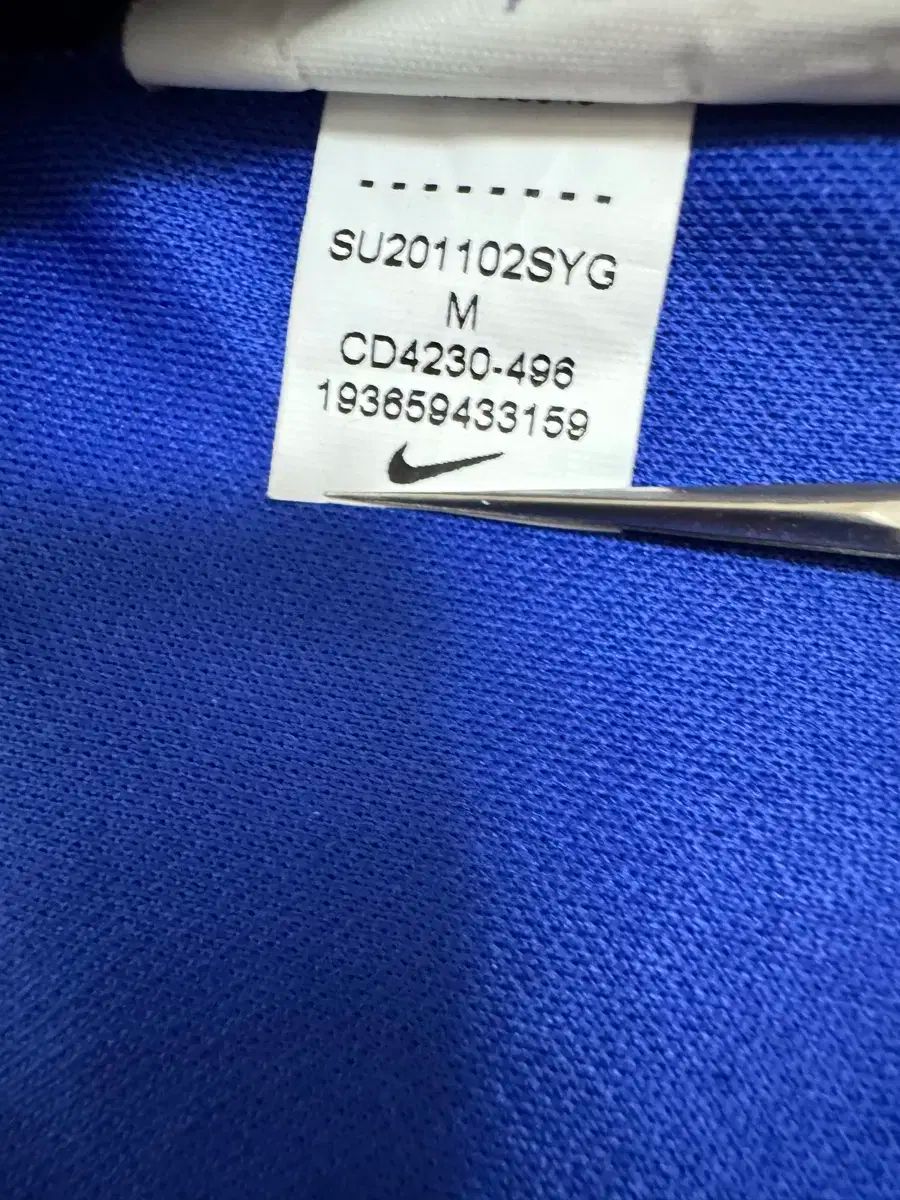 --------
SU201102SYG
M
CD4230-496
193659433159